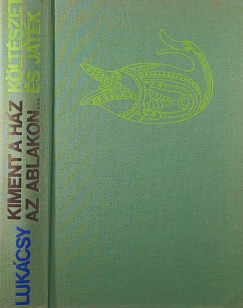 LUKÁCSY
KIMENT A HÁZ
AZ ABLAKON...
KÖLTÉSZET
ÉS JÁTÉK